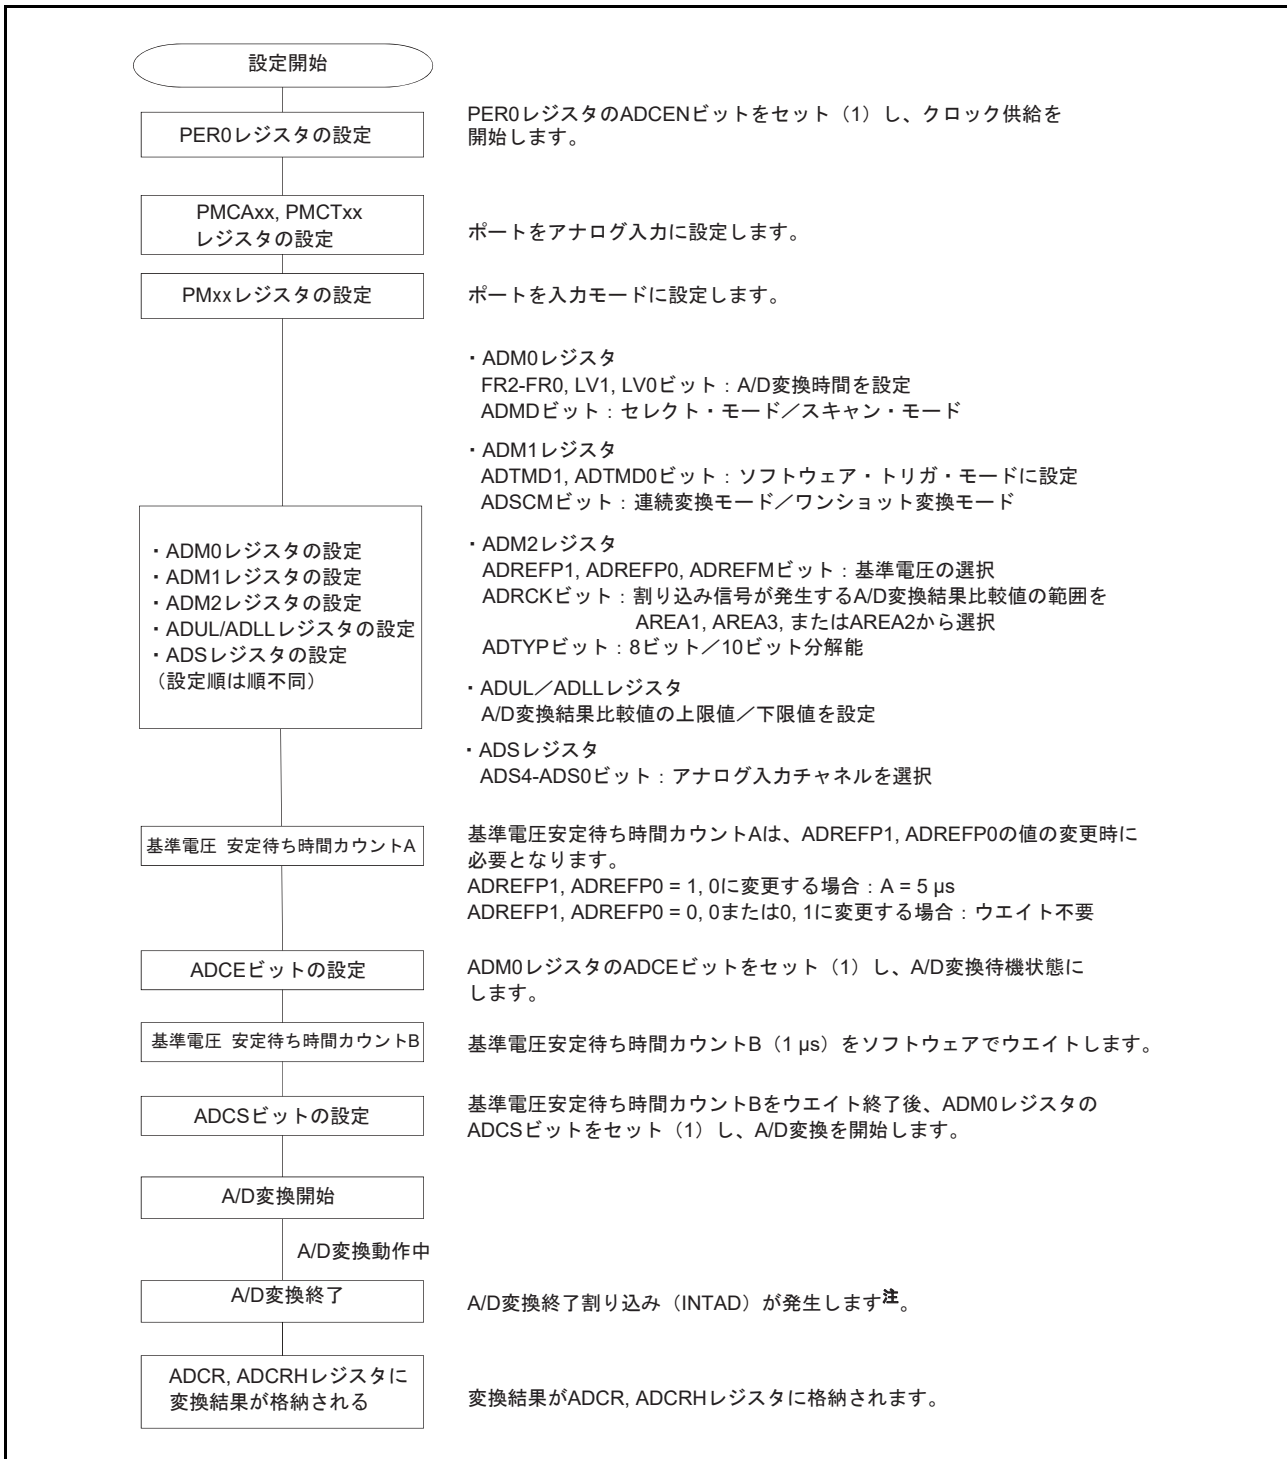 設定開始
PER0レジスタの設定
PER0レジスタのADCENビットをセット（1）し、クロック供給を
開始します。
PMCAxx, PMCTxx
レジスタの設定
ポートをアナログ入力に設定します。
PMxxレジスタの設定
ポートを入力モードに設定します。
・ADM0レジスタの設定
・ADM1レジスタの設定
・ADM2レジスタの設定
・ADUL/ADLLレジスタの設定
・ADSレジスタの設定
（設定順は順不同）
・ADM0レジスタ
FR2-FR0, LV1, LV0ビット：A/D変換時間を設定
ADMDビット：セレクト・モード／スキャン・モード
・ADM1レジスタ
ADTMD1, ADTMD0ビット：ソフトウェア・トリガ・モードに設定
ADSCMビット：連続変換モード／ワンショット変換モード
・ADM2レジスタ
ADREFP1, ADREFP0, ADREFMビット：基準電圧の選択
ADRCKビット：割り込み信号が発生するA/D変換結果比較値の範囲を
AREA1, AREA3, またはAREA2から選択
ADTYPビット：8ビット／10ビット分解能
・ADUL／ADLLレジスタ
A/D変換結果比較値の上限値／下限値を設定
・ADSレジスタ
ADS4-ADS0ビット：アナログ入力チャネルを選択
基準電圧 安定待ち時間カウントA
基準電圧安定待ち時間カウントAは、ADREFP1, ADREFP0の値の変更時に
必要となります。
ADREFP1, ADREFP0 = 1, 0に変更する場合：A = 5 µs
ADREFP1, ADREFP0 = 0, 0または0, 1に変更する場合：ウエイト不要
ADCEビットの設定
ADM0レジスタのADCEビットをセット（1）し、A/D変換待機状態に
します。
基準電圧 安定待ち時間カウントB
基準電圧安定待ち時間カウントB（1 µs）をソフトウェアでウエイトします。
ADCSビットの設定
基準電圧安定待ち時間カウントBをウエイト終了後、ADM0レジスタの
ADCSビットをセット（1）し、A/D変換を開始します。
A/D変換開始
A/D変換動作中
A/D変換終了
A/D変換終了割り込み（INTAD）が発生します注。
ADCR, ADCRHレジスタに
変換結果が格納される
変換結果がADCR, ADCRHレジスタに格納されます。